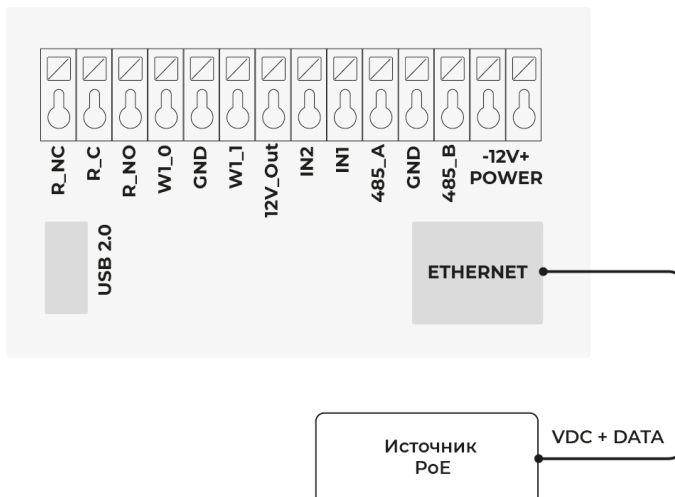 R_NC
R_C
R_NO
W1_0
GND
W1_1
12V_Out
IN2
IN1
485_A
GND
485_B
-12V+
POWER
USB 2.0
ETHERNET
VDC + DATA
Источник
PoE